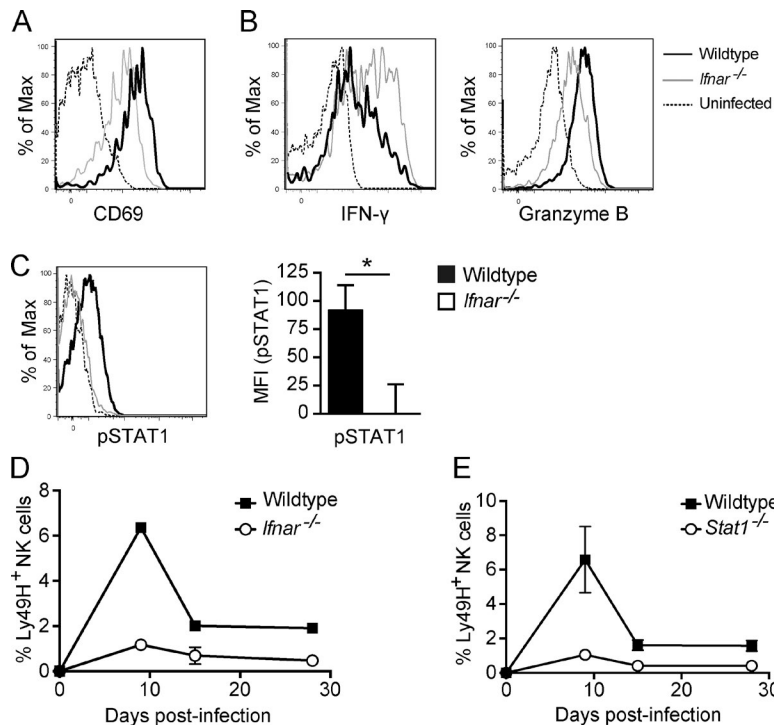 A
% of Max
100
80
60
40
20
0
0
CD69
B
% of Max
100
80
60
40
20
0
0
IFN-γ
% of Max
100
80
60
40
20
0
0
Granzyme B
Wildtype
Ifnar⁻/⁻
Uninfected
C
% of Max
100
80
60
40
20
0
0
pSTAT1
MFI (pSTAT1)
125
100
75
50
25
0
*
pSTAT1
Wildtype
Ifnar⁻/⁻
D
% Ly49H⁺ NK cells
8
6
4
2
0
0 10 20 30
Days post-infection
Wildtype
Ifnar⁻/⁻
E
% Ly49H⁺ NK cells
10
8
6
4
2
0
0 10 20 30
Days post-infection
Wildtype
Stat1⁻/⁻